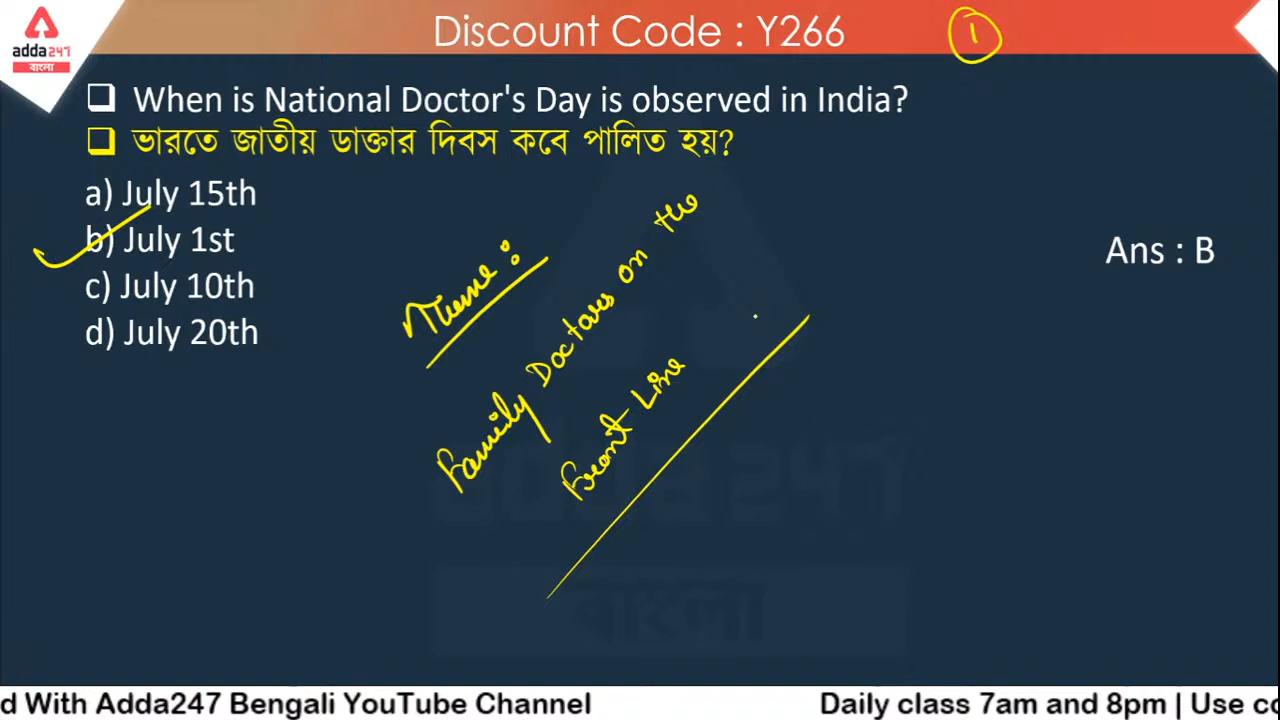 adda247
বাংলা
Discount Code : Y266
1
When is National Doctor's Day is observed in India?
ভারতে জাতীয় ডাক্তার দিবস কবে পালিত হয়?
a) July 15th
b) July 1st
c) July 10th
d) July 20th
Ans : B
Theme :
Family Doctors on the
Front Line
adda247
বাংলা
d With Adda247 Bengali YouTube Channel
Daily class 7am and 8pm | Use co